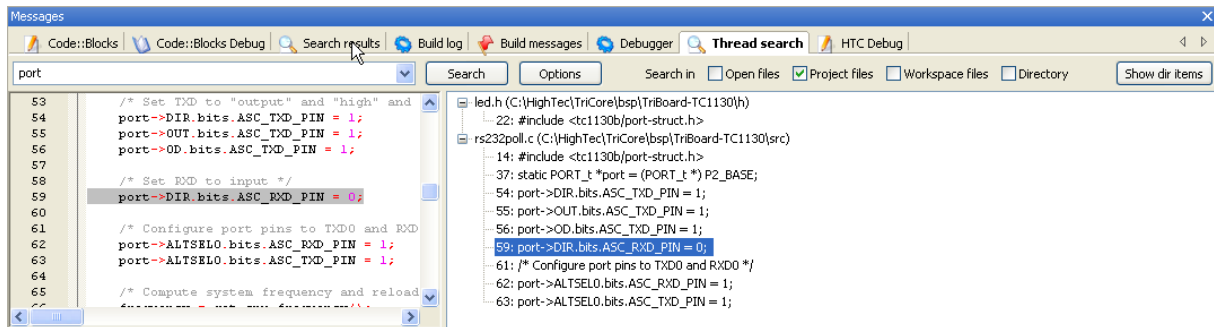 Messages
Code::Blocks Code::Blocks Debug Search results Build log Build messages Debugger Thread search HTC Debug
port Search Options Search in Open files Project files Workspace files Directory Show dir items
53 /* Set TXD to "output" and "high" and
54 port->DIR.bits.ASC_TXD_PIN = 1;
55 port->OUT.bits.ASC_TXD_PIN = 1;
56 port->OD.bits.ASC_TXD_PIN = 1;
57
58 /* Set RXD to input */
59 port->DIR.bits.ASC_RXD_PIN = 0;
60
61 /* Configure port pins to TXD0 and RXD
62 port->ALTSEL0.bits.ASC_RXD_PIN = 1;
63 port->ALTSEL0.bits.ASC_TXD_PIN = 1;
64
65 /* Compute system frequency and reload
led.h (C:\HighTec\TriCore\bsp\TriBoard-TC1130\h)
22: #include <tc1130b/port-struct.h>
rs232poll.c (C:\HighTec\TriCore\bsp\TriBoard-TC1130\src)
14: #include <tc1130b/port-struct.h>
37: static PORT_t *port = (PORT_t *) P2_BASE;
54: port->DIR.bits.ASC_TXD_PIN = 1;
55: port->OUT.bits.ASC_TXD_PIN = 1;
56: port->OD.bits.ASC_TXD_PIN = 1;
59: port->DIR.bits.ASC_RXD_PIN = 0;
61: /* Configure port pins to TXD0 and RXD0 */
62: port->ALTSEL0.bits.ASC_RXD_PIN = 1;
63: port->ALTSEL0.bits.ASC_TXD_PIN = 1;